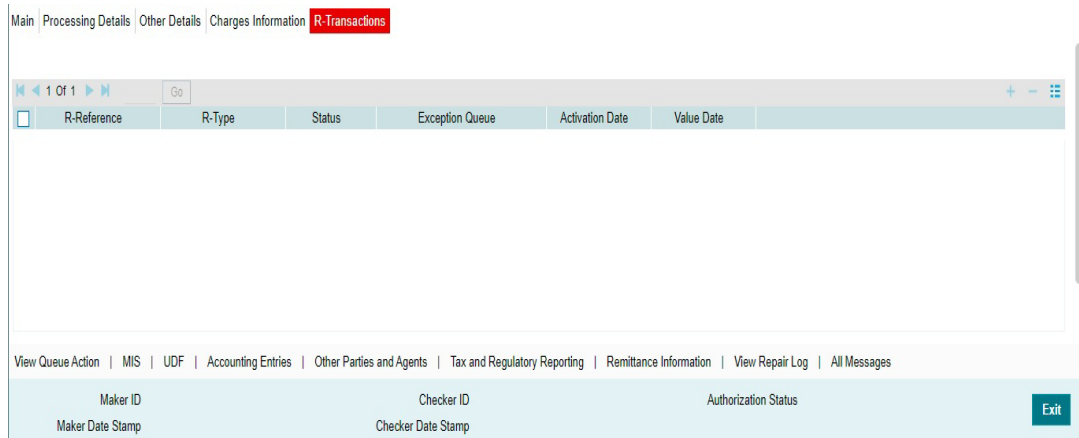 Main Processing Details Other Details Charges Information R-Transactions
1 Of 1 Go
R-Reference R-Type Status Exception Queue Activation Date Value Date
View Queue Action | MIS | UDF | Accounting Entries | Other Parties and Agents | Tax and Regulatory Reporting | Remittance Information | View Repair Log | All Messages
Maker ID Checker ID Authorization Status
Exit
Maker Date Stamp Checker Date Stamp